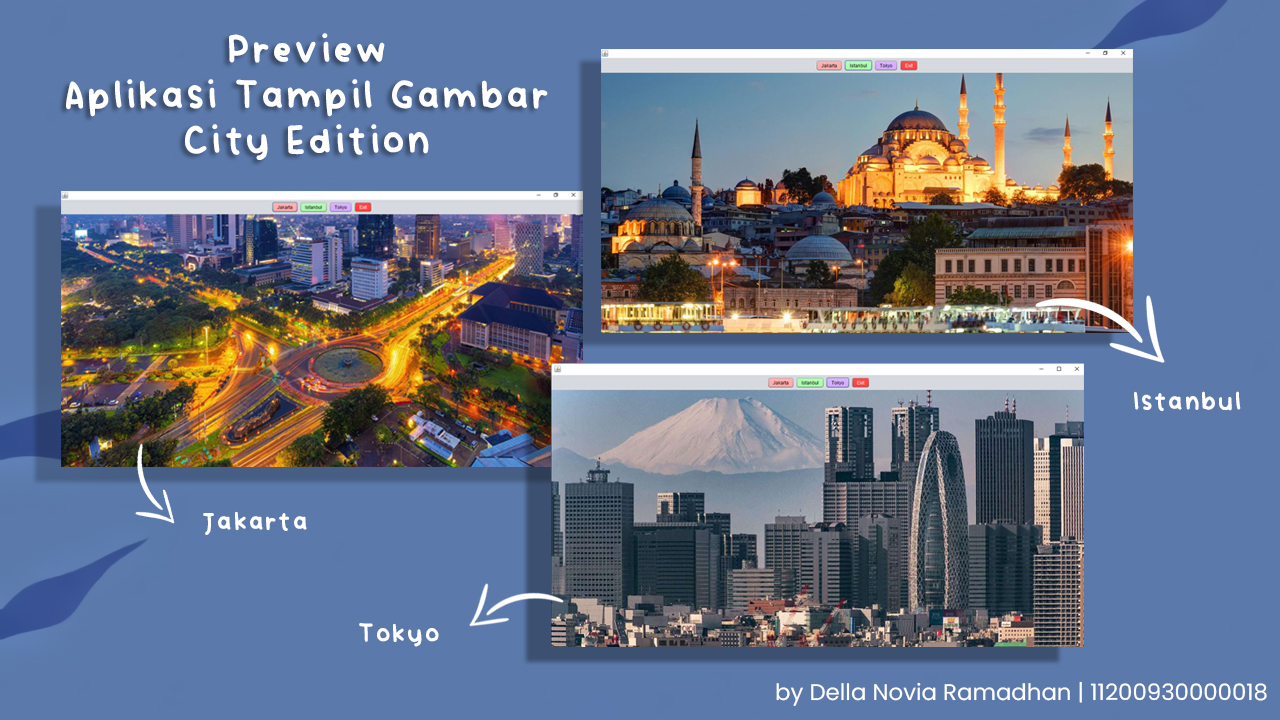 Preview
Aplikasi Tampil Gambar
City Edition
Jakarta Istanbul Tokyo Exit
Jakarta Istanbul Tokyo Exit
Istanbul
Jakarta Istanbul Tokyo Exit
Jakarta
Tokyo
by Della Novia Ramadhan | 11200930000018